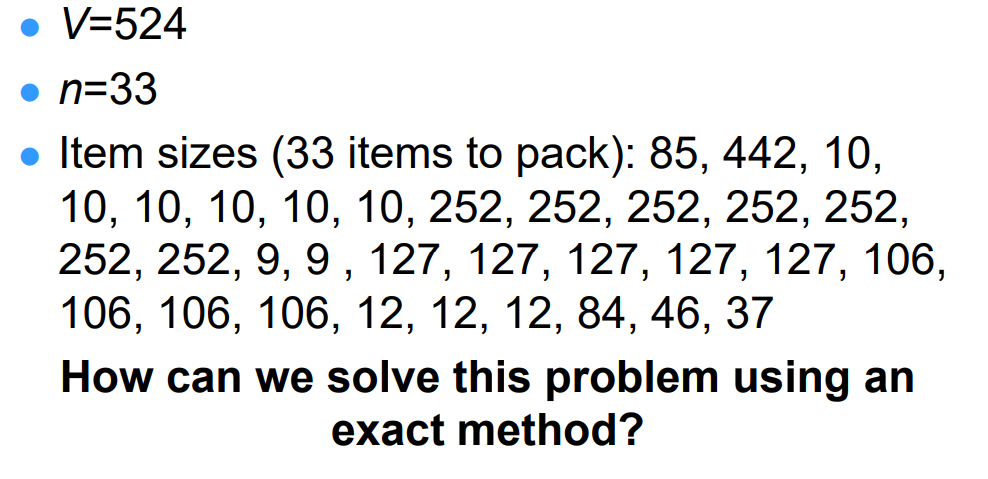 V=524
n=33
Item sizes (33 items to pack): 85, 442, 10,
10, 10, 10, 10, 10, 252, 252, 252, 252, 252,
252, 252, 9, 9 , 127, 127, 127, 127, 127, 106,
106, 106, 106, 12, 12, 12, 84, 46, 37
How can we solve this problem using an
exact method?